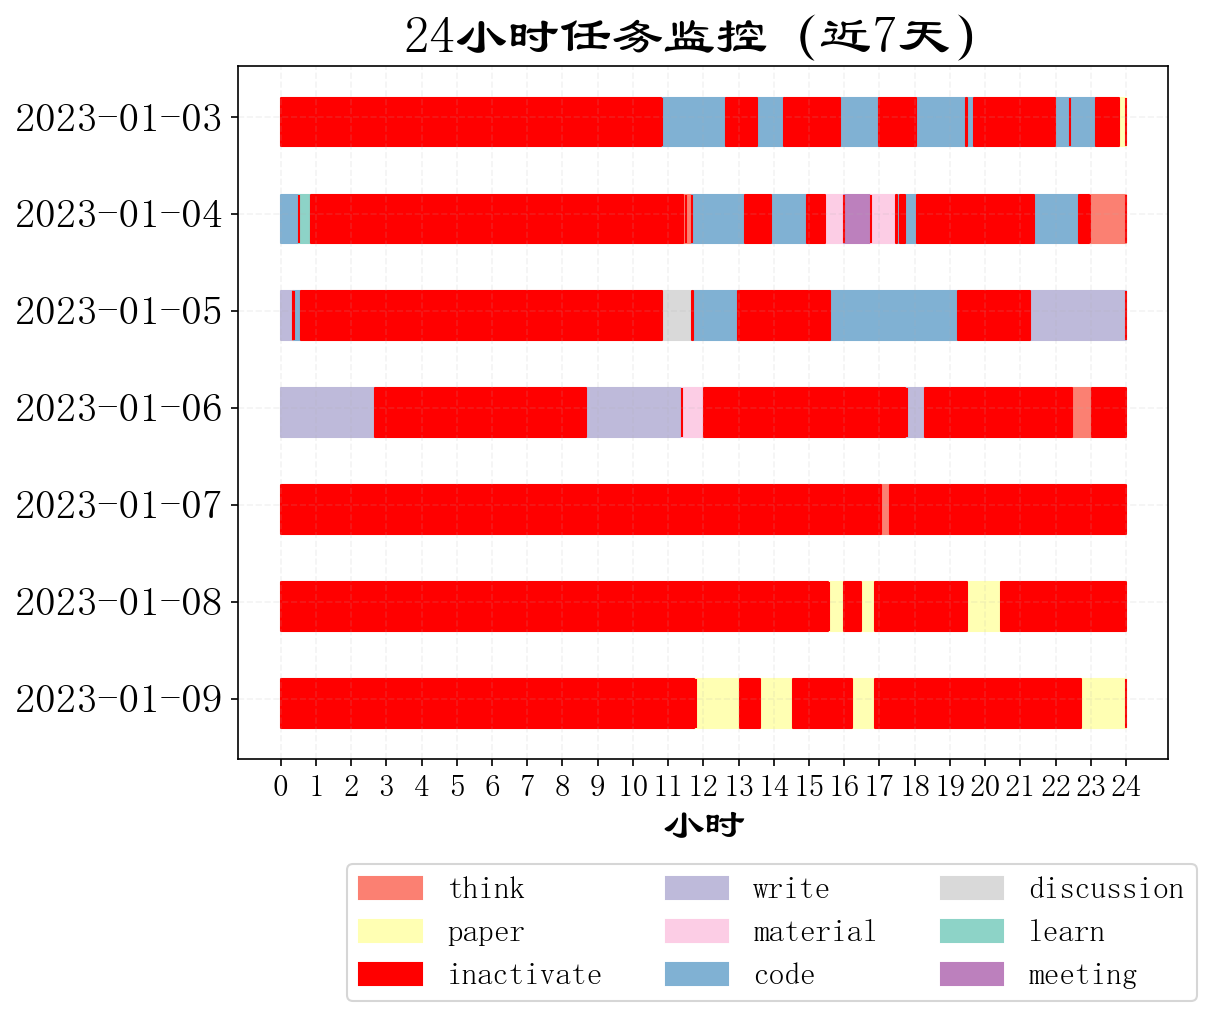 24小时任务监控 (近7天)
2023-01-03
2023-01-04
2023-01-05
2023-01-06
2023-01-07
2023-01-08
2023-01-09
0 1 2 3 4 5 6 7 8 9 10 11 12 13 14 15 16 17 18 19 20 21 22 23 24
小时
think write discussion
paper material learn
inactivate code meeting